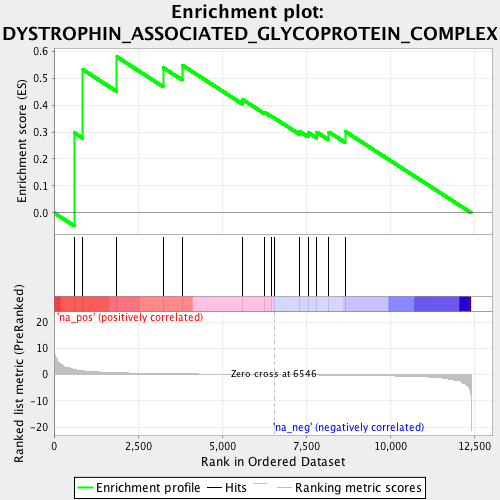 Enrichment plot:
DYSTROPHIN_ASSOCIATED_GLYCOPROTEIN_COMPLEX
Enrichment score (ES)
0.6
0.5
0.4
0.3
0.2
0.1
0.0
'na_pos' (positively correlated)
Ranked list metric (PreRanked)
20
10
0
-10
-20
Zero cross at 6546
'na_neg' (negatively correlated)
0
2,500
5,000
7,500
10,000
12,500
Rank in Ordered Dataset
Enrichment profile
Hits
Ranking metric scores